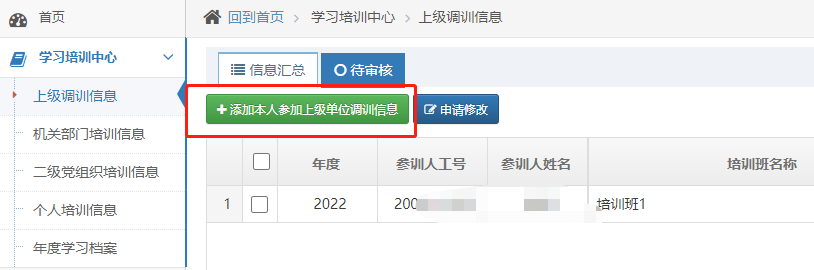 首页
学习培训中心
上级调训信息
机关部门培训信息
二级党组织培训信息
个人培训信息
年度学习档案
回到首页 学习培训中心 上级调训信息
信息汇总 待审核
添加本人参加上级单位调训信息 申请修改
年度 参训人工号 参训人姓名 培训班名称
1 2022 200 培训班1